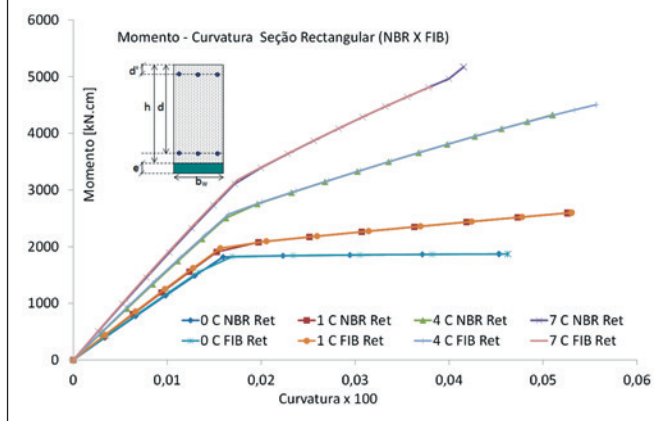 Momento - Curvatura Seção Rectangular (NBR X FIB)
Momento [kN.cm]
6000
5000
4000
3000
2000
1000
0
d'
h
d
e
bw
0 C NBR Ret
1 C NBR Ret
4 C NBR Ret
7 C NBR Ret
0 C FIB Ret
1 C FIB Ret
4 C FIB Ret
7 C FIB Ret
0
0,01
0,02
0,03
0,04
0,05
0,06
Curvatura x 100